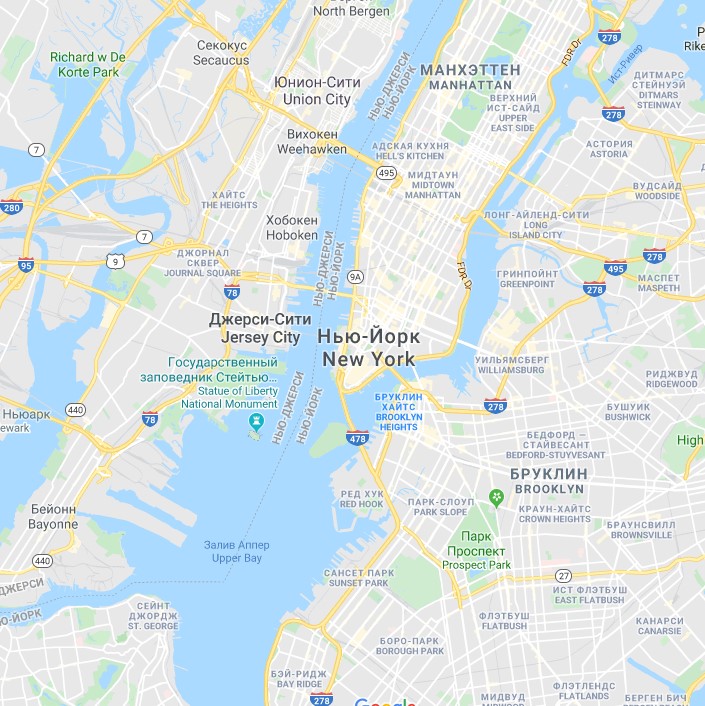 North Bergen
Секокус
Secaucus
Richard w De
Korte Park
Юнион-Сити
Union City
НЬЮ-ДЖЕРСИ
НЬЮ-ЙОРК
МАНХЭТТЕН
MANHATTAN
FDR Dr
278
Ист-Ривер
ДИТМАРС
СТЕЙНУЭЙ
DITMARS
STEINWAY
ВЕРХНИЙ
ИСТ-САЙД
UPPER
EAST SIDE
278
7
Вихокен
Weehawken
АДСКАЯ КУХНЯ
HELL'S KITCHEN
АСТОРИЯ
ASTORIA
495
МИДТАУН
MIDTOWN
MANHATTAN
ВУДСАЙД
WOODSIDE
280
ХАЙТС
THE HEIGHTS
Хобокен
Hoboken
ЛОНГ-АЙЛЕНД-СИТИ
LONG
ISLAND CITY
7
9
95
ДЖОРНАЛ
СКВЕР
JOURNAL SQUARE
НЬЮ-ДЖЕРСИ
НЬЮ-ЙОРК
9A
FDR Dr
278
495
278
ГРИНПОЙНТ
GREENPOINT
МАСПЕТ
MASPETH
78
Джерси-Сити
Jersey City
Нью-Йорк
New York
Государственный
заповедник Стейтью...
Statue of Liberty
National Monument
УИЛЬЯМСБЕРГ
WILLIAMSBURG
РИДЖВУД
RIDGEWOOD
НЬЮ-ДЖЕРСИ
НЬЮ-ЙОРК
БРУКЛИН
ХАЙТС
BROOKLYN
HEIGHTS
278
БУШУИК
BUSHWICK
Ньюарк
440
78
478
БЕДФОРД –
СТАЙВЕСАНТ
BEDFORD-STUYVESANT
High
БРУКЛИН
BROOKLYN
Бейонн
Bayonne
РЕД ХУК
RED HOOK
ПАРК-СЛОУП
PARK SLOPE
КРАУН-ХАЙТС
CROWN HEIGHTS
БРАУНСВИЛЛ
BROWNSVILLE
Залив Аппер
Upper Bay
Парк
Проспект
Prospect Park
440
САНСЕТ-ПАРК
SUNSET PARK
27
ИСТ ФЛЭТБУШ
EAST FLATBUSH
СЕЙНТ
ДЖОРДЖ
ST. GEORGE
ФЛЭТБУШ
FLATBUSH
КАНАРСИ
CANARSIE
БОРО-ПАРК
BOROUGH PARK
БЭЙ-РИДЖ
BAY RIDGE
278
Google
МИДВУД
ФЛЭТЛЕНДС
FLATLANDS
БЕРГЕН БИЧ